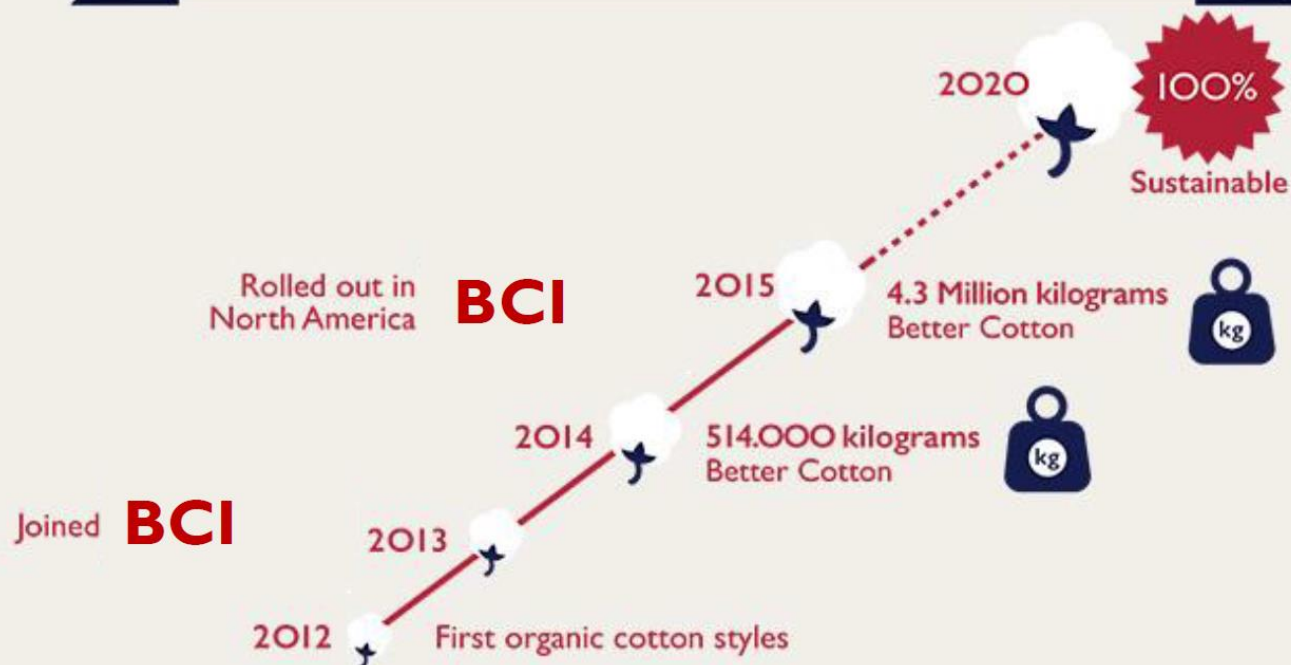 2020
100%
Sustainable
Rolled out in
North America
BCI
2015
4.3 Million kilograms
Better Cotton
kg
2014
514.000 kilograms
Better Cotton
kg
Joined BCI
2013
2012
First organic cotton styles